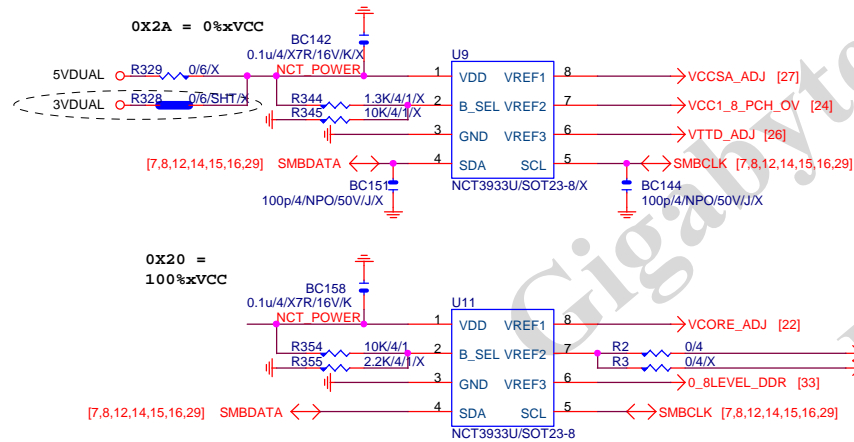 0X2A = 0%xVCC
BC142
0.1u/4/X7R/16V/K/X
U9
5VDUAL
R329
0/6/X
NCT_POWER
1
VDD
VREF1
8
VCCSA_ADJ [27]
3VDUAL
R328
0/6/SHT/X
R344
1.3K/4/1/X
2
B_SEL
VREF2
7
VCC1_8_PCH_OV [24]
R345
10K/4/1/X
3
GND
VREF3
6
VTTD_ADJ [26]
[7,8,12,14,15,16,29]
SMBDATA
4
SDA
SCL
5
SMBCLK
[7,8,12,14,15,16,29]
BC151
100p/4/NPO/50V/J/X
NCT3933U/SOT23-8/X
BC144
100p/4/NPO/50V/J/X
0X20 =
100%xVCC
BC158
0.1u/4/X7R/16V/K
U11
NCT_POWER
1
VDD
VREF1
8
VCORE_ADJ [22]
R354
10K/4/1
2
B_SEL
VREF2
7
R2
0/4
R355
2.2K/4/1/X
R3
0/4/X
3
GND
VREF3
6
0_8LEVEL_DDR [33]
[7,8,12,14,15,16,29]
SMBDATA
4
SDA
SCL
5
SMBCLK
[7,8,12,14,15,16,29]
NCT3933U/SOT23-8
Gigabyte